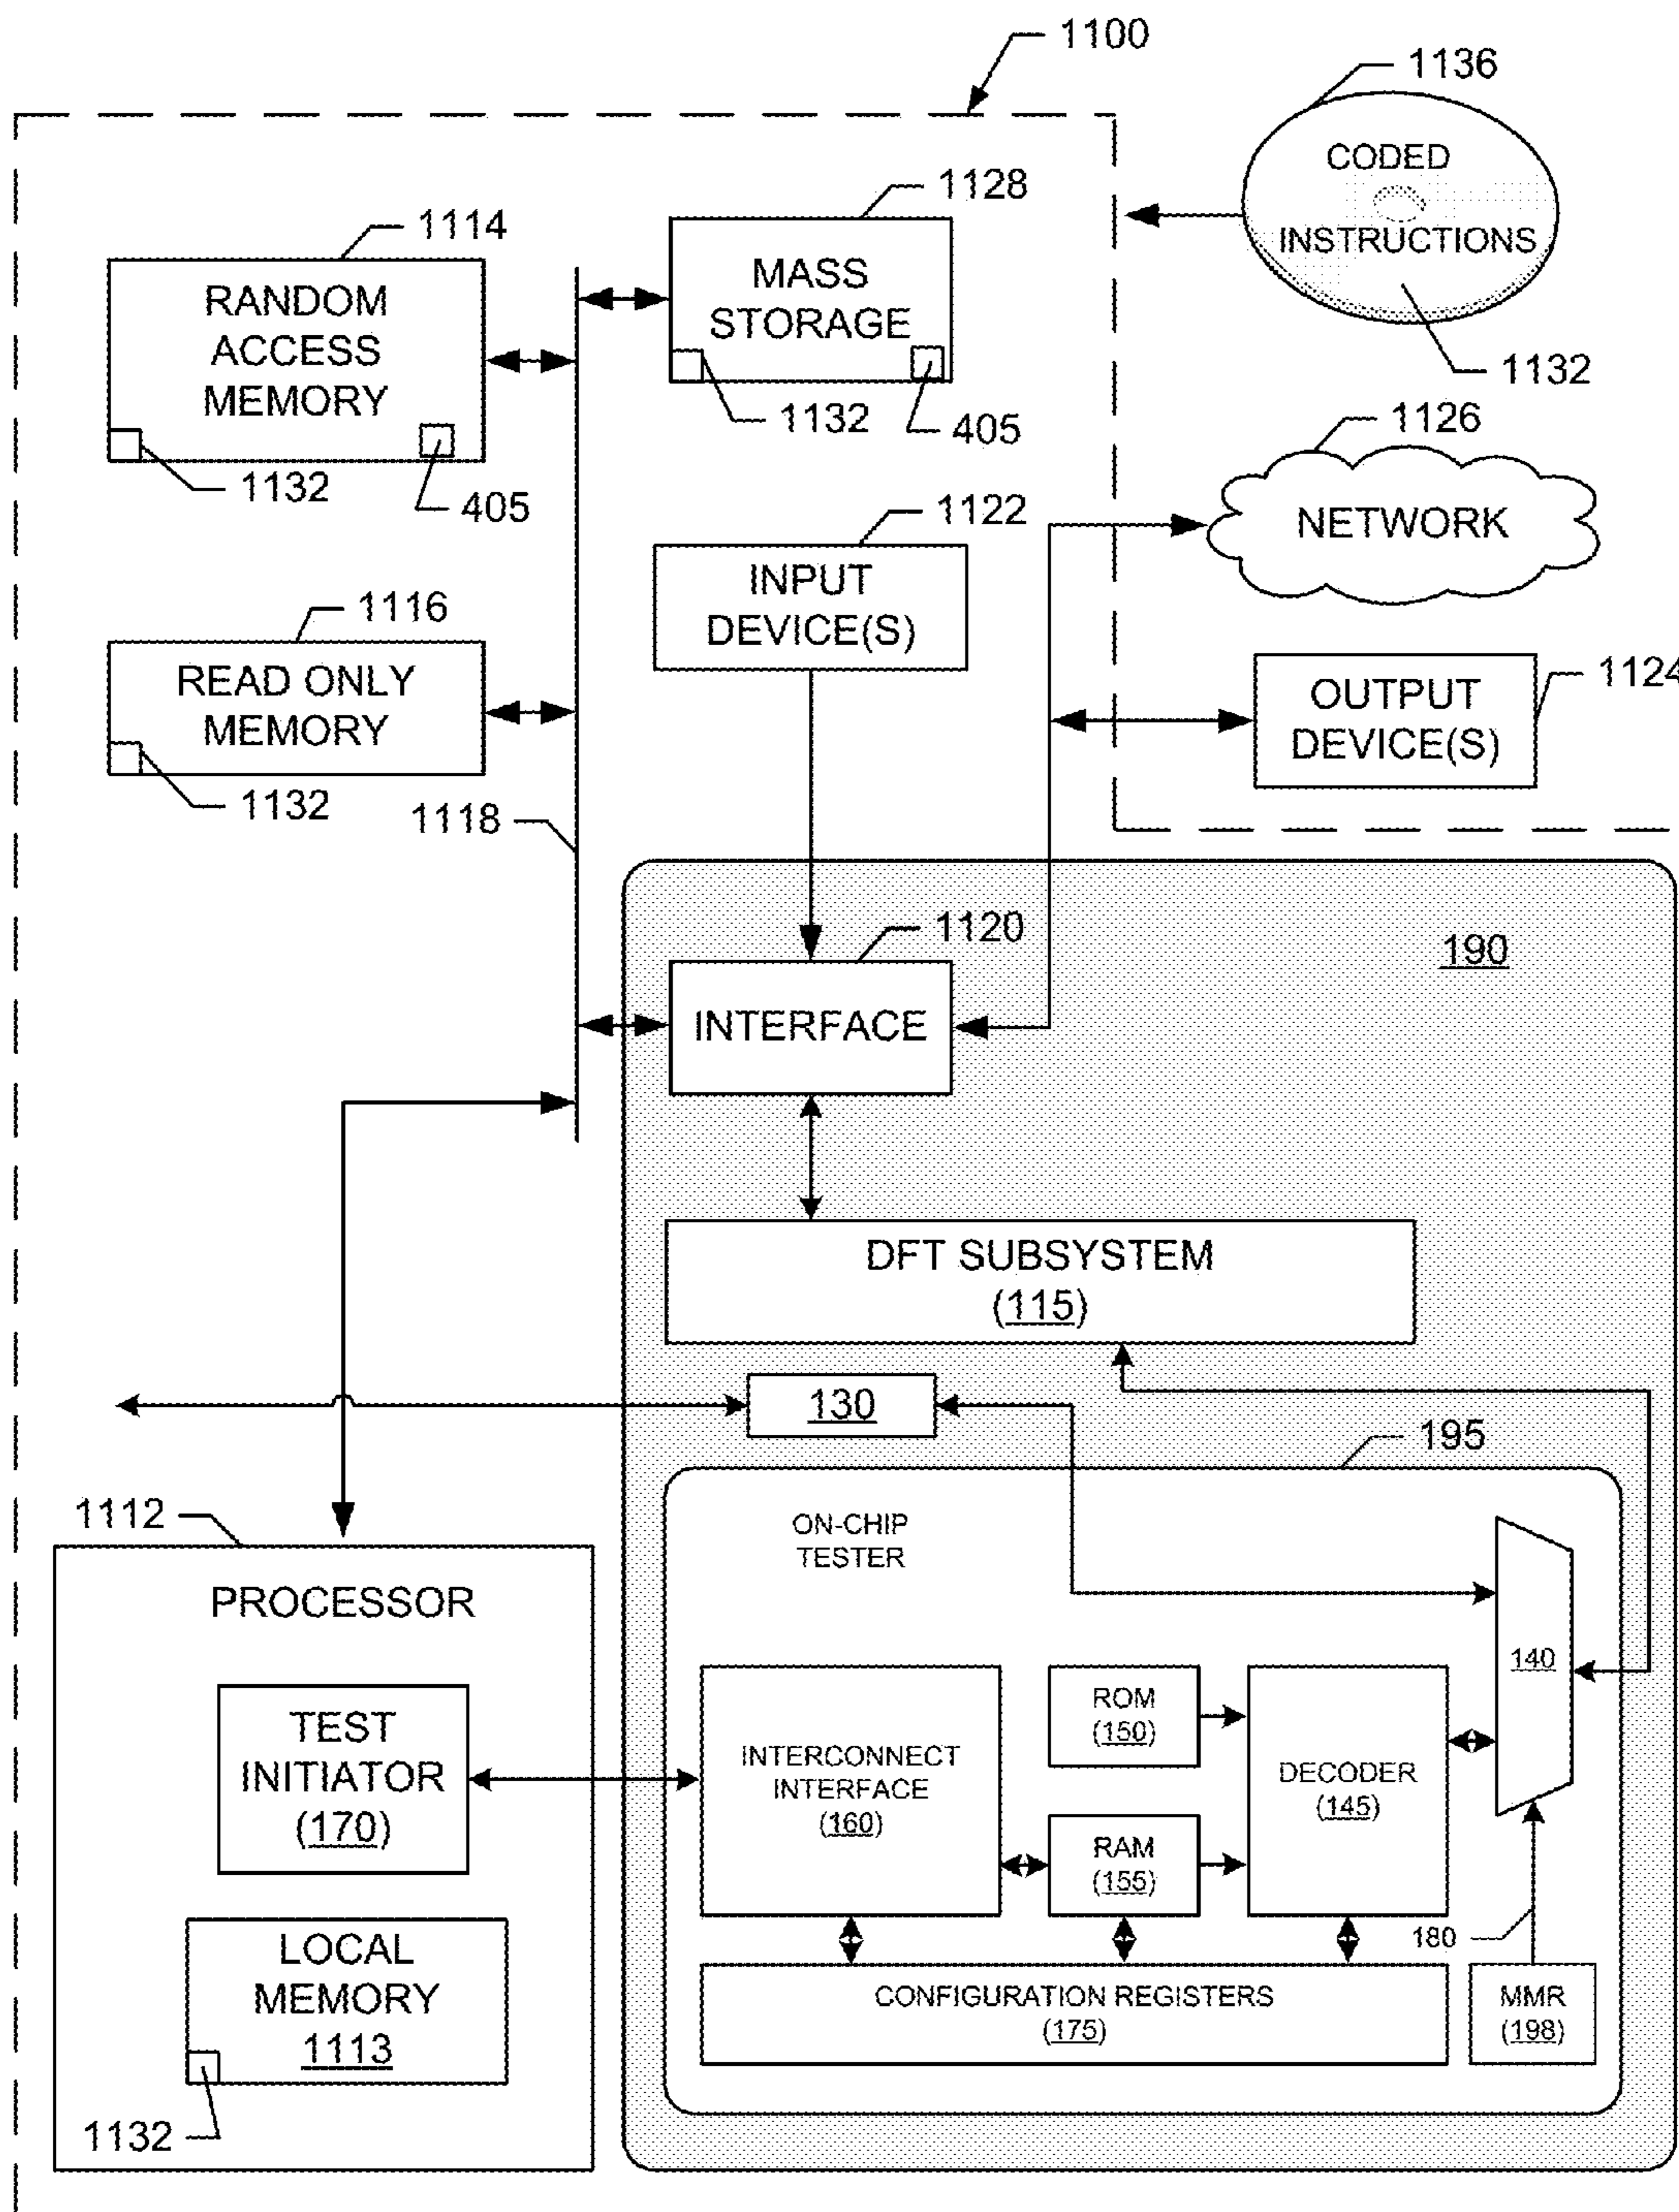 1100
1136
CODED
INSTRUCTIONS
1132
1128
MASS
STORAGE
1132
405
1114
RANDOM
ACCESS
MEMORY
1132
405
1126
NETWORK
1122
INPUT
DEVICE(S)
1116
READ ONLY
MEMORY
1132
1124
OUTPUT
DEVICE(S)
1118
1120
INTERFACE
190
DFT SUBSYSTEM
(115)
130
195
1112
PROCESSOR
TEST
INITIATOR
(170)
LOCAL
MEMORY
1113
1132
ON-CHIP
TESTER
140
INTERCONNECT
INTERFACE
(160)
ROM
(150)
RAM
(155)
DECODER
(145)
180
CONFIGURATION REGISTERS
(175)
MMR
(198)